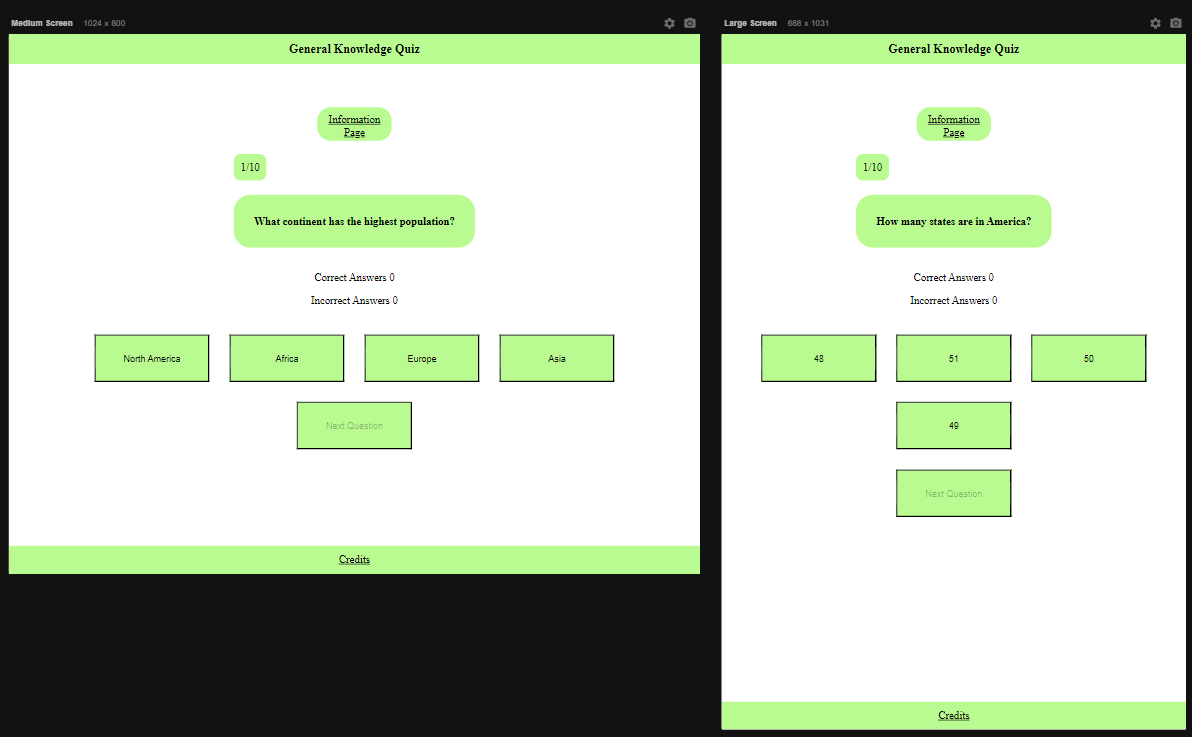 Medium Screen 1024 x 800
General Knowledge Quiz
Information
Page
1/10
What continent has the highest population?
Correct Answers 0
Incorrect Answers 0
North America
Africa
Europe
Asia
Next Question
Credits
Large Screen 688 x 1031
General Knowledge Quiz
Information
Page
1/10
How many states are in America?
Correct Answers 0
Incorrect Answers 0
48
51
50
49
Next Question
Credits